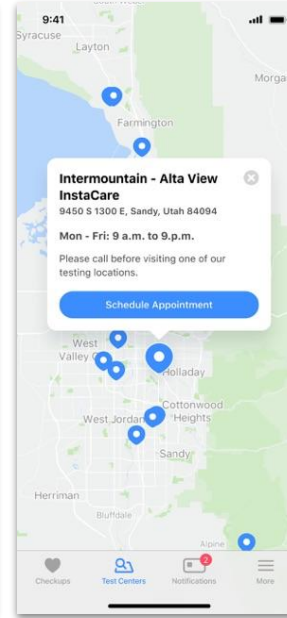 9:41
Syracuse
Layton
Morga
Farmington
Intermountain - Alta View
InstaCare
9450 S 1300 E, Sandy, Utah 84094
Mon - Fri: 9 a.m. to 9.p.m.
Please call before visiting one of our
testing locations.
Schedule Appointment
West
Valley C
Holladay
Cottonwood
Heights
West Jordan
Sandy
Herriman
Bluffdale
Alpine
2
Checkups
Test Centers
Notifications
More